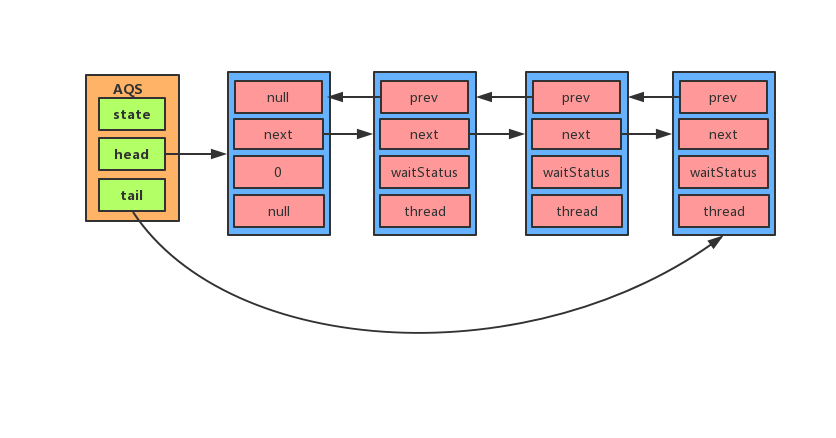 AQS
state
head
tail
null
next
0
null
prev
next
waitStatus
thread
prev
next
waitStatus
thread
prev
next
waitStatus
thread